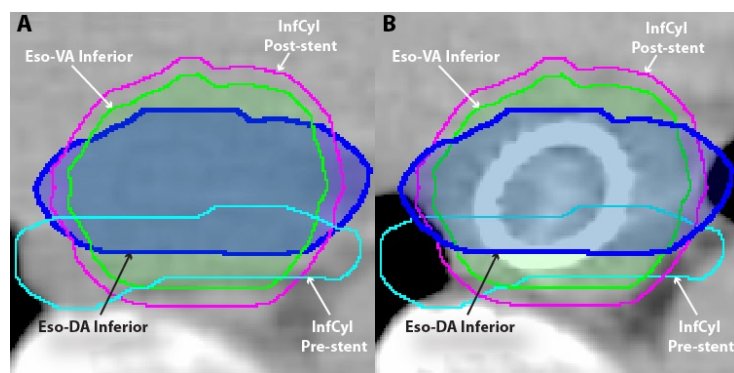 A
InfCyl
Post-stent
Eso-VA Inferior
Eso-DA Inferior
InfCyl
Pre-stent
B
InfCyl
Post-stent
Eso-VA Inferior
Eso-DA Inferior
InfCyl
Pre-stent